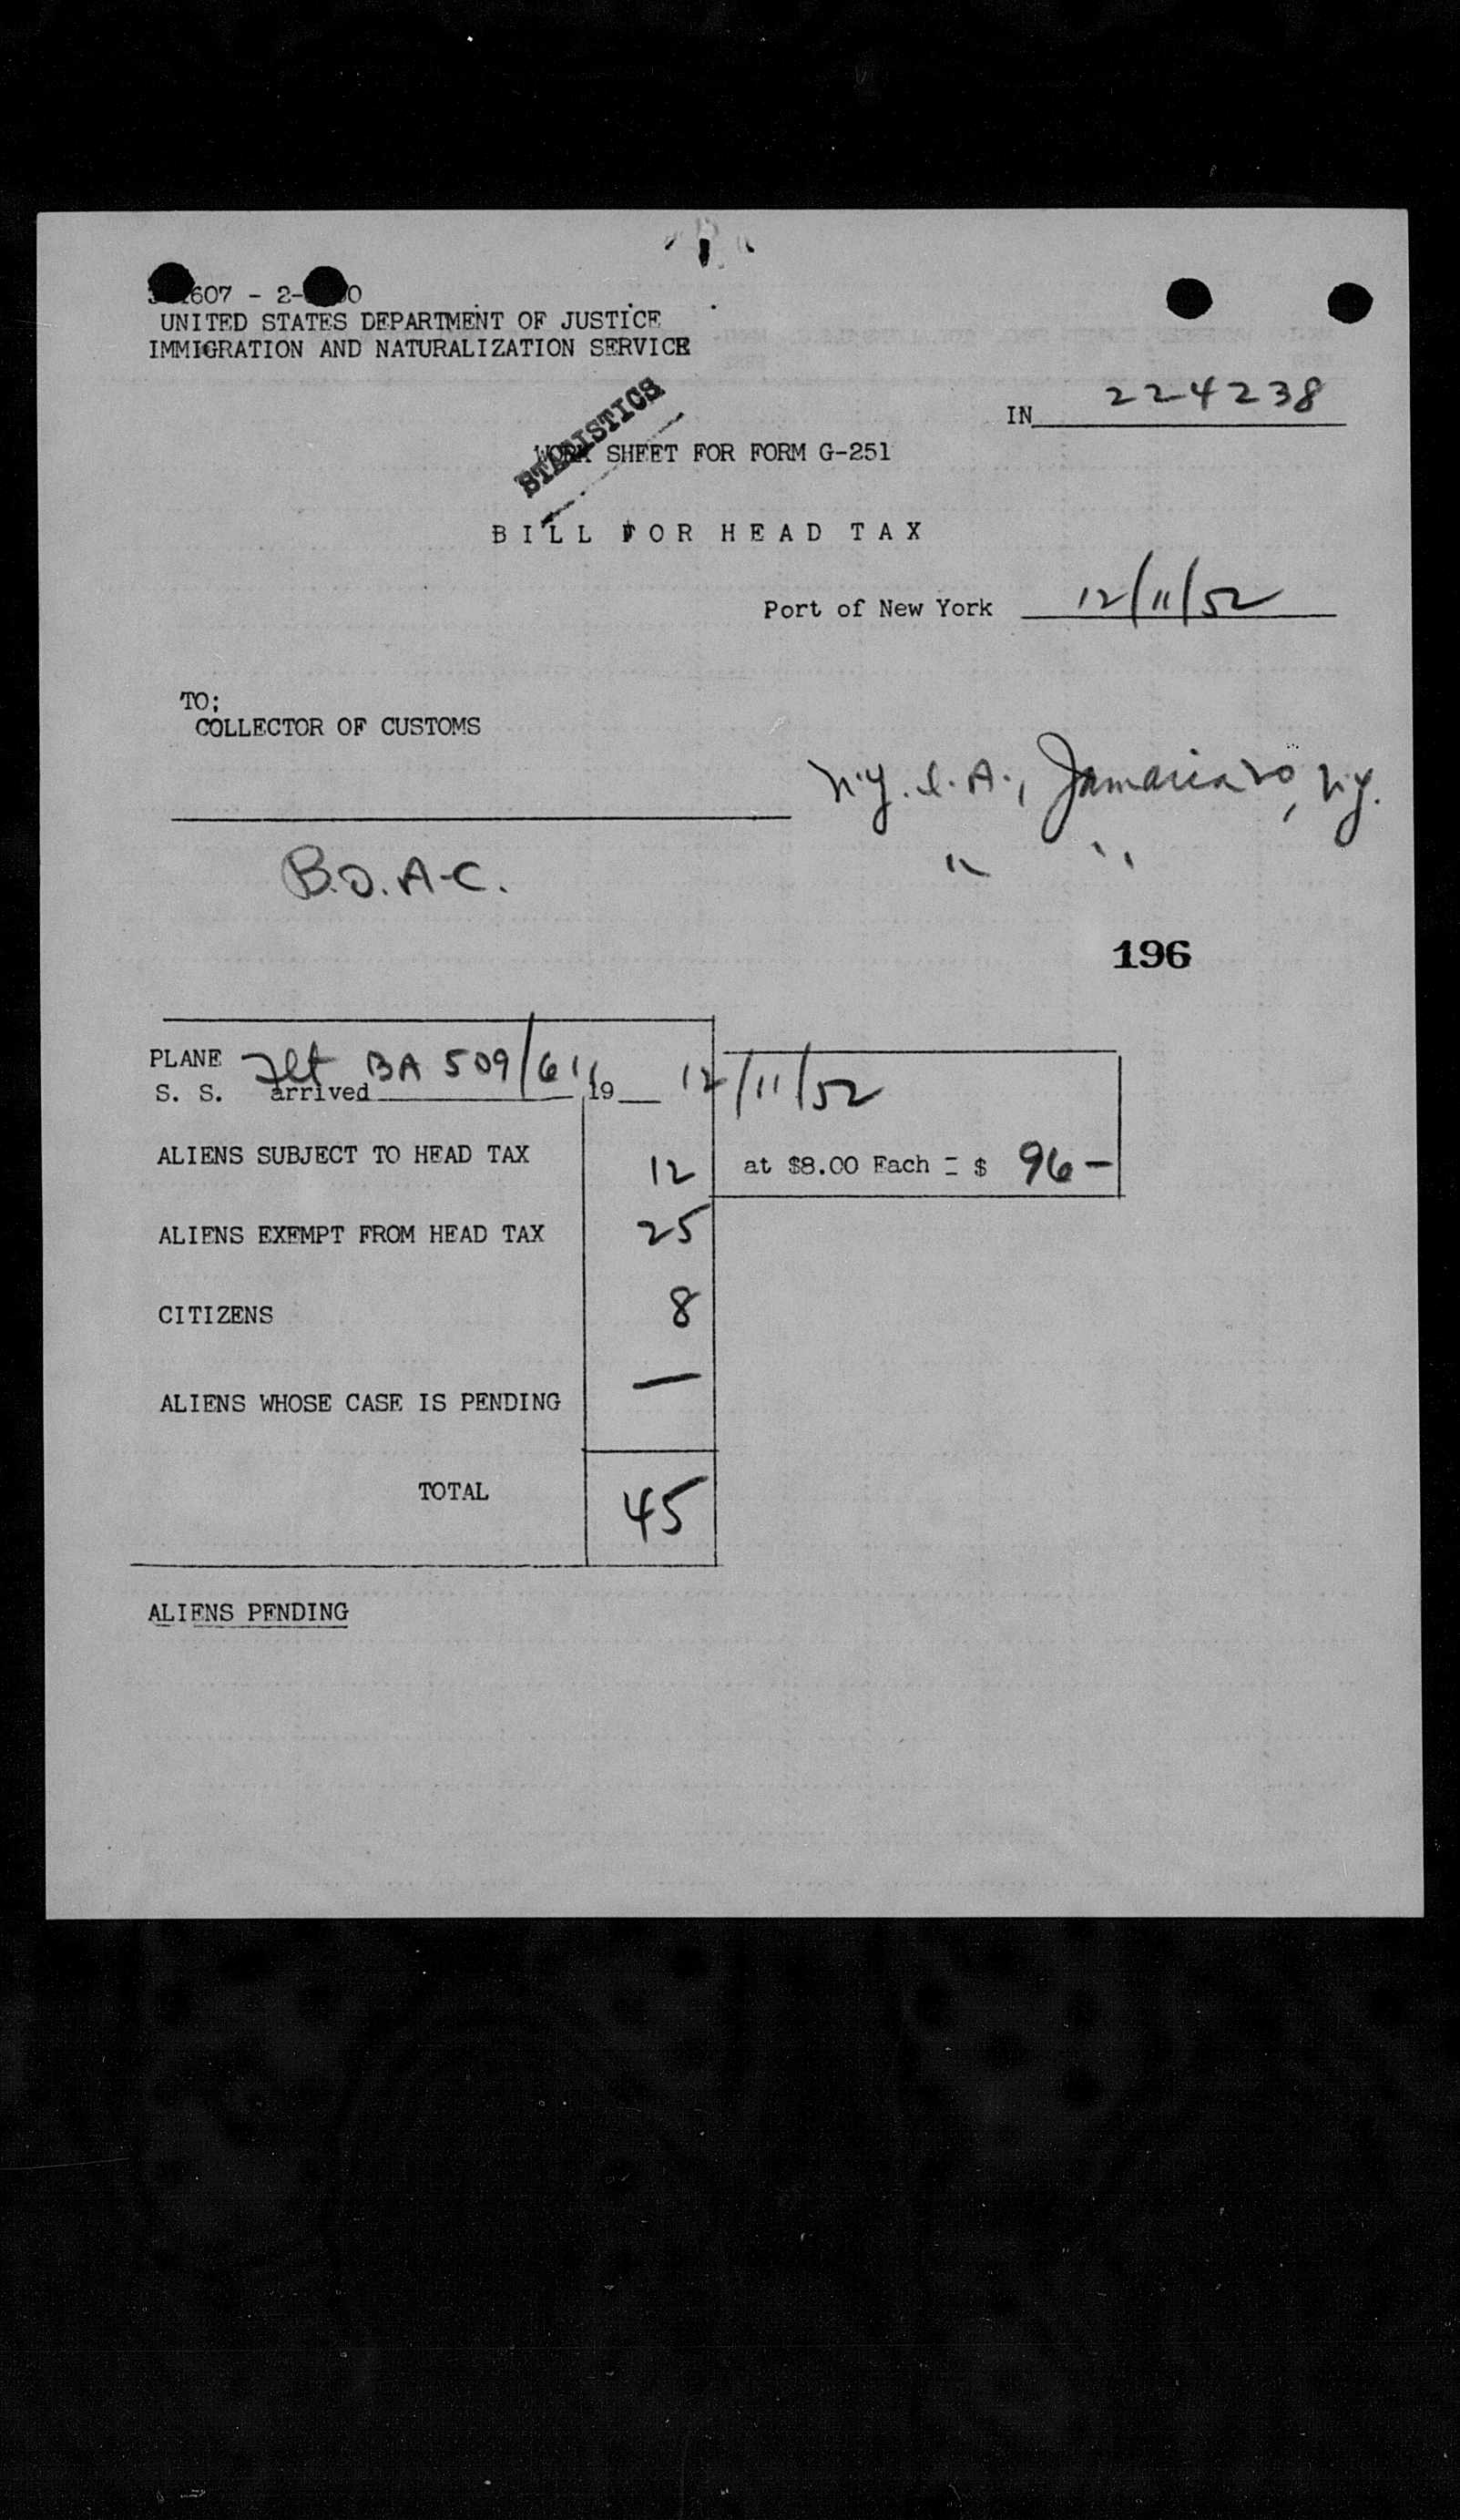 607 - 2-
UNITED STATES DEPARTMENT OF JUSTICE
IMMIGRATION AND NATURALIZATION SERVICE
IN 224238
STATISTICS
WORK SHEET FOR FORM G-251
BILL FOR HEAD TAX
Port of New York 12/11/52
TO;
COLLECTOR OF CUSTOMS
N.Y. I. A., Jamaica 30, N.Y.
B.O.A.C. " "
196
PLANE Flt BA 509/61
S. S. arrived 19 12/11/52
ALIENS SUBJECT TO HEAD TAX 12 at $8.00 Each = $ 96 -
ALIENS EXEMPT FROM HEAD TAX 25
CITIZENS 8
ALIENS WHOSE CASE IS PENDING —
TOTAL 45
ALIENS PENDING